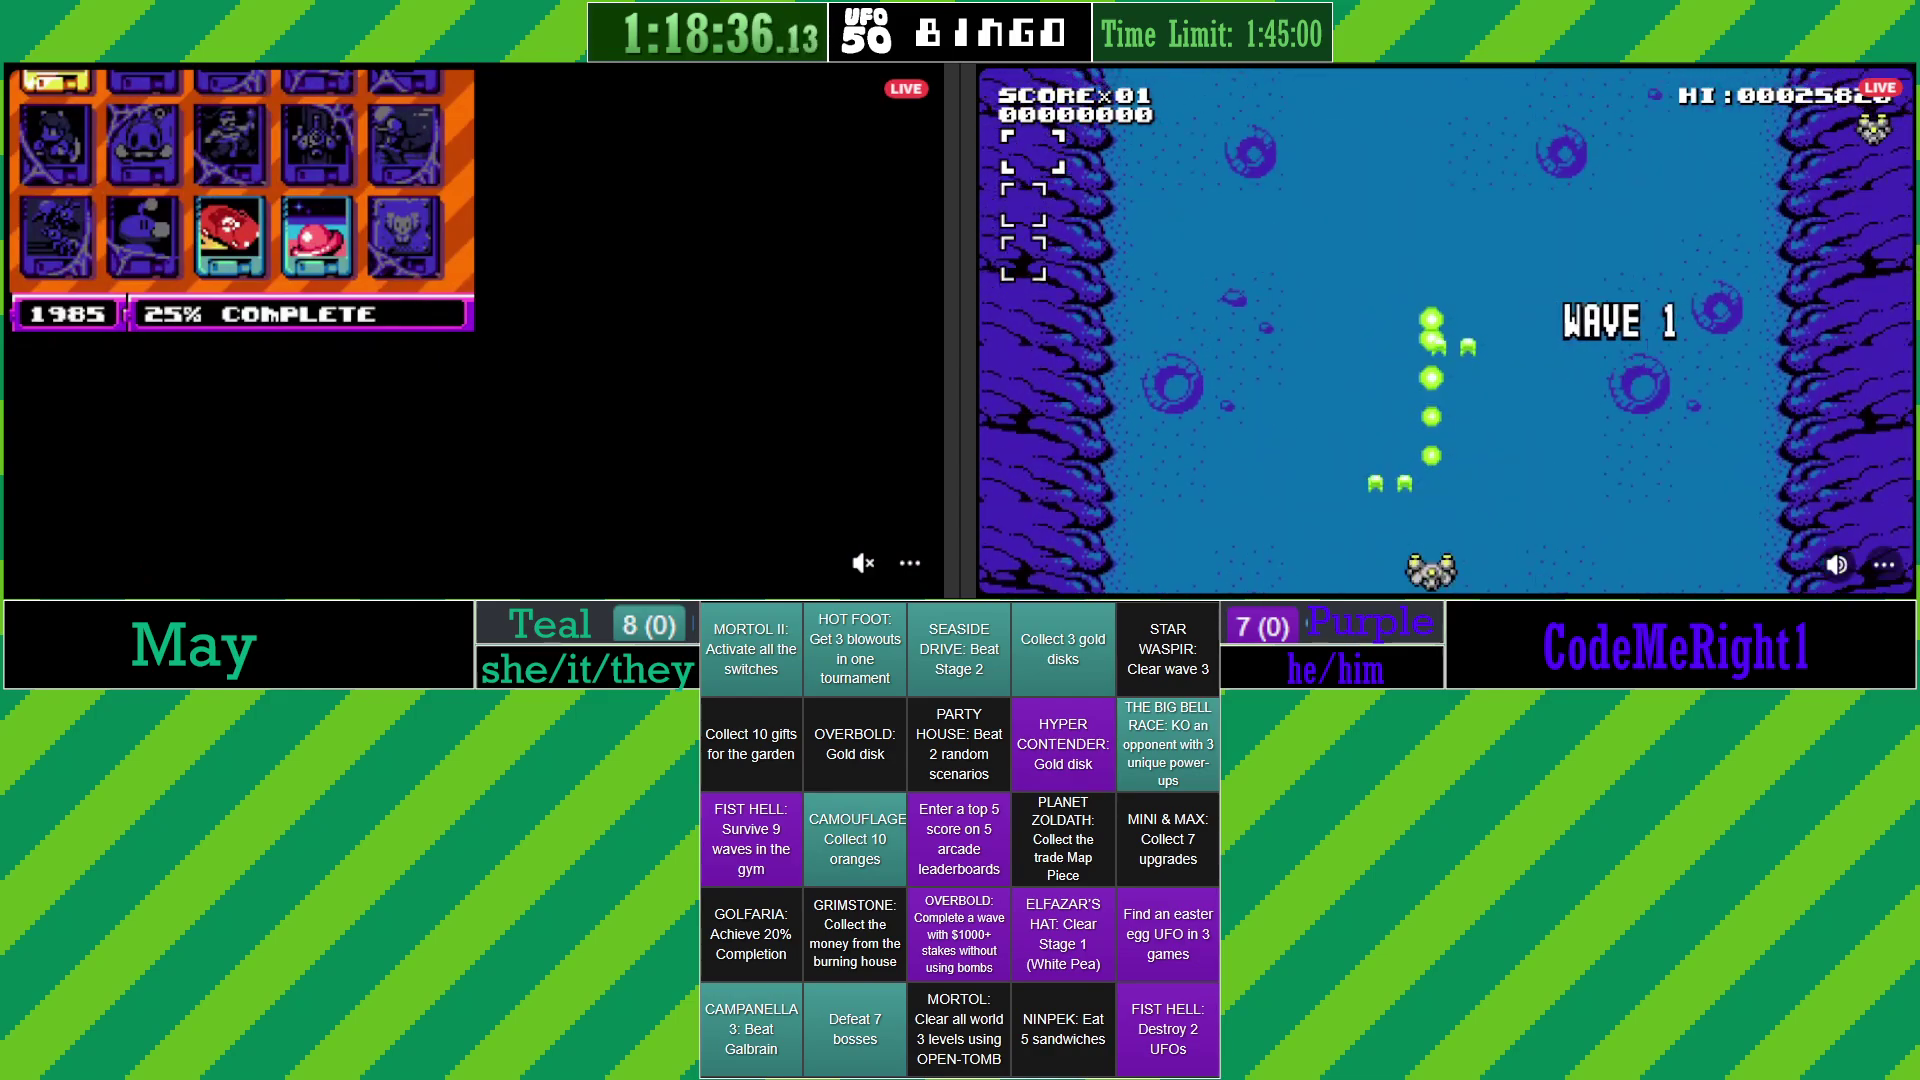 1:18:36.13
UFO 50
BINGO
Time Limit: 1:45:00
LIVE
1985
25% COMPLETE
SCORE×01
00000000
LIVE
WAVE 1
May
Teal
8 (0)
she/it/they
7 (0)
Purple
he/him
CodeMeRight1
MORTOL II:
Activate all the
switches
HOT FOOT:
Get 3 blowouts
in one
tournament
SEASIDE
DRIVE: Beat
Stage 2
Collect 3 gold
disks
STAR
WASPIR:
Clear wave 3
Collect 10 gifts
for the garden
OVERBOLD:
Gold disk
PARTY
HOUSE: Beat
2 random
scenarios
HYPER
CONTENDER:
Gold disk
THE BIG BELL
RACE: KO an
opponent with 3
unique power-
ups
FIST HELL:
Survive 9
waves in the
gym
CAMOUFLAGE
Collect 10
oranges
Enter a top 5
score on 5
arcade
leaderboards
PLANET
ZOLDATH:
Collect the
trade Map
Piece
MINI & MAX:
Collect 7
upgrades
GOLFARIA:
Achieve 20%
Completion
GRIMSTONE:
Collect the
money from the
burning house
OVERBOLD:
Complete a wave
with $1000+
stakes without
using bombs
ELFAZAR'S
HAT: Clear
Stage 1
(White Pea)
Find an easter
egg UFO in 3
games
CAMPANELLA
3: Beat
Galbrain
Defeat 7
bosses
MORTOL:
Clear all world
3 levels using
OPEN-TOMB
NINPEK: Eat
5 sandwiches
FIST HELL:
Destroy 2
UFOs